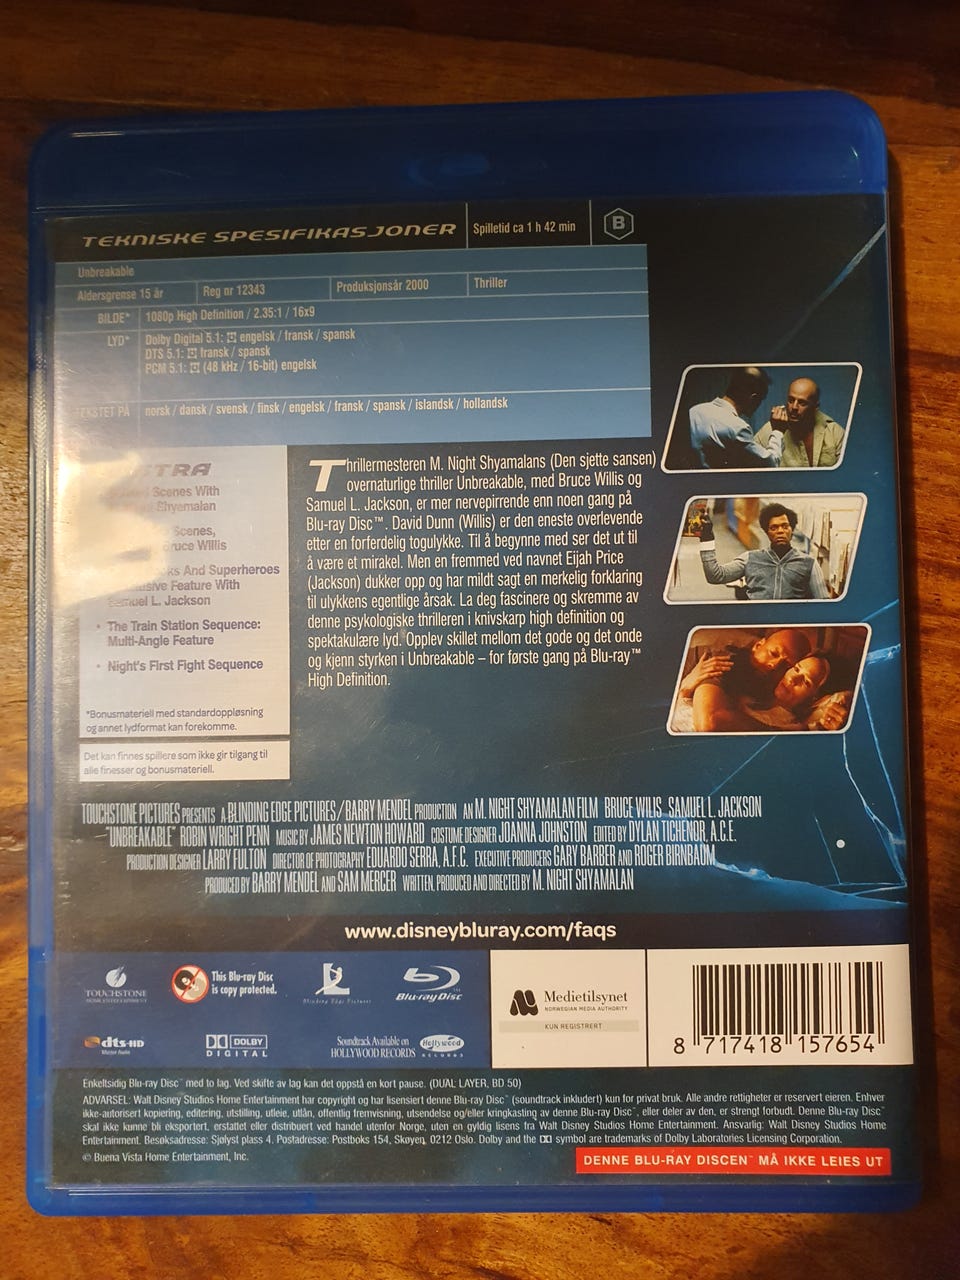 TEKNISKE SPESIFIKASJONER
Spilletid ca 1 h 42 min
B
Unbreakable
Aldersgrense 15 år
Reg nr 12343
Produksjonsår 2000
Thriller
BILDE*
1080p High Definition / 2.35:1 / 16x9
LYD*
Dolby Digital 5.1: engelsk / fransk / spansk
DTS 5.1: fransk / spansk
PCM 5.1: (48 kHz / 16-bit) engelsk
TEKSTET PÅ
norsk / dansk / svensk / finsk / engelsk / fransk / spansk / islandsk / hollandsk
Scenes With
Shyamalan
Scenes,
Bruce Willis
And Superheroes
Feature With
Samuel L. Jackson
• The Train Station Sequence:
Multi-Angle Feature
• Night's First Fight Sequence
*Bonusmateriell med standardoppløsning
og annet lydformat kan forekomme.
Det kan finnes spillere som ikke gir tilgang til
alle finesser og bonusmateriell.
Thrillermesteren M. Night Shyamalans (Den sjette sansen)
overnaturlige thriller Unbreakable, med Bruce Willis og
Samuel L. Jackson, er mer nervepirrende enn noen gang på
Blu-ray Disc™. David Dunn (Willis) er den eneste overlevende
etter en forferdelig togulykke. Til å begynne med ser det ut til
å være et mirakel. Men en fremmed ved navnet Eijah Price
(Jackson) dukker opp og har mildt sagt en merkelig forklaring
til ulykkens egentlige årsak. La deg fascinere og skremme av
denne psykologiske thrilleren i knivskarp high definition og
spektakulære lyd. Opplev skillet mellom det gode og det onde
og kjenn styrken i Unbreakable – for første gang på Blu-ray™
High Definition.
TOUCHSTONE PICTURES PRESENTS A BLINDING EDGE PICTURES / BARRY MENDEL PRODUCTION AN M. NIGHT SHYAMALAN FILM BRUCE WILIS SAMUEL L. JACKSON
"UNBREAKABLE" ROBIN WRIGHT PENN MUSIC BY JAMES NEWTON HOWARD COSTUME DESIGNER JOANNA JOHNSTON EDITED BY DYLAN TICHENOR, A.C.E.
PRODUCTION DESIGNER LARRY FULTON DIRECTOR OF PHOTOGRAPHY EDUARDO SERRA, A.F.C. EXECUTIVE PRODUCERS GARY BARBER AND ROGER BIRNBAUM
PRODUCED BY BARRY MENDEL AND SAM MERCER WRITTEN, PRODUCED AND DIRECTED BY M. NIGHT SHYAMALAN
www.disneybluray.com/faqs
TOUCHSTONE
HOME ENTERTAINMENT
This Blu-ray Disc
is copy protected.
Blinding Edge Pictures
Blu-ray Disc
Medietilsynet
NORWEGIAN MEDIA AUTHORITY
KUN REGISTRERT
8 717418 157654
dts-HD
Master Audio
DOLBY
DIGITAL
Soundtrack Available on
HOLLYWOOD RECORDS
Hollywood
RECORDS
Enkeltsidig Blu-ray Disc™ med to lag. Ved skifte av lag kan det oppstå en kort pause. (DUAL LAYER, BD 50)
ADVARSEL: Walt Disney Studios Home Entertainment har copyright og har lisensiert denne Blu-ray Disc™ (soundtrack inkludert) kun for privat bruk. Alle andre rettigheter er reservert eieren. Enhver
ikke-autorisert kopiering, editering, utstilling, utleie, utlån, offentlig fremvisning, utsendelse og/eller kringkasting av denne Blu-ray Disc™, eller deler av den, er strengt forbudt. Denne Blu-ray Disc™
skal ikke kunne bli eksportert, erstattet eller distribuert ved handel utenfor Norge, uten en gyldig lisens fra Walt Disney Studios Home Entertainment. Ansvarlig: Walt Disney Studios Home
Entertainment. Besøksadresse: Sjølyst plass 4. Postadresse: Postboks 154, Skøyen, 0212 Oslo. Dolby and the DD symbol are trademarks of Dolby Laboratories Licensing Corporation.
© Buena Vista Home Entertainment, Inc.
DENNE BLU-RAY DISCEN™ MÅ IKKE LEIES UT